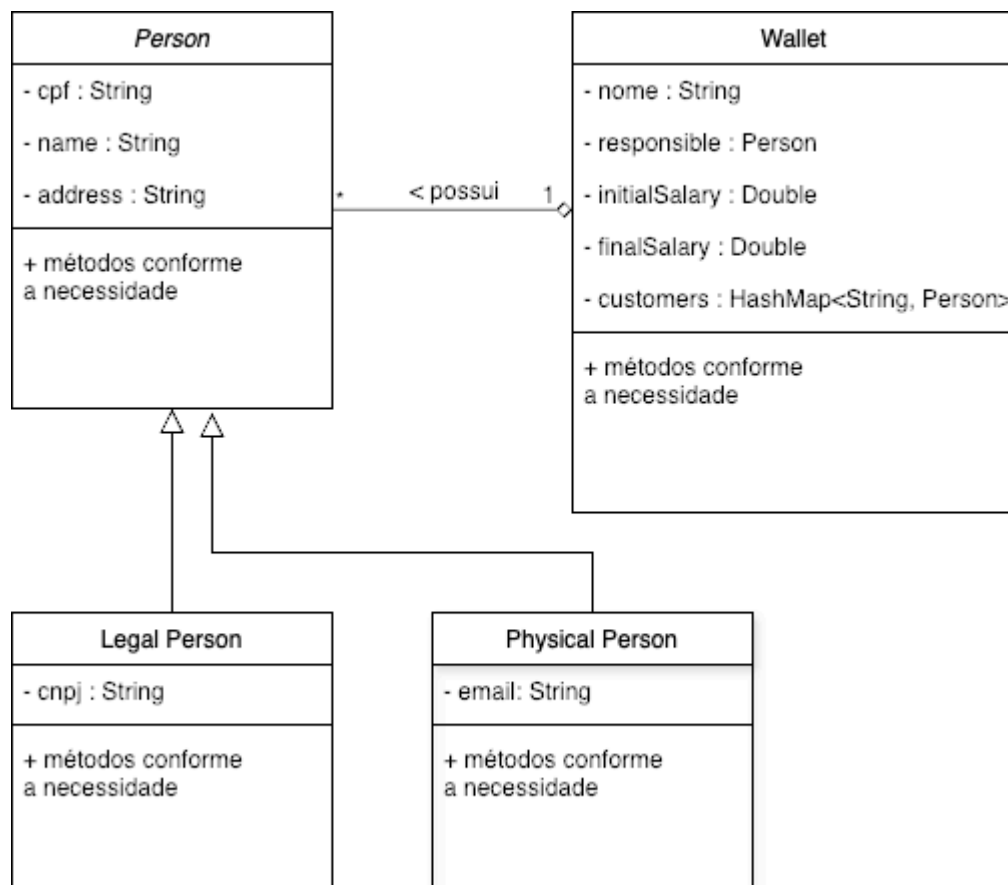 Person
- cpf : String
- name : String
- address : String
+ métodos conforme
a necessidade
*
< possui
1
Wallet
- nome : String
- responsible : Person
- initialSalary : Double
- finalSalary : Double
- customers : HashMap<String, Person>
+ métodos conforme
a necessidade
Legal Person
- cnpj : String
+ métodos conforme
a necessidade
Physical Person
- email: String
+ métodos conforme
a necessidade